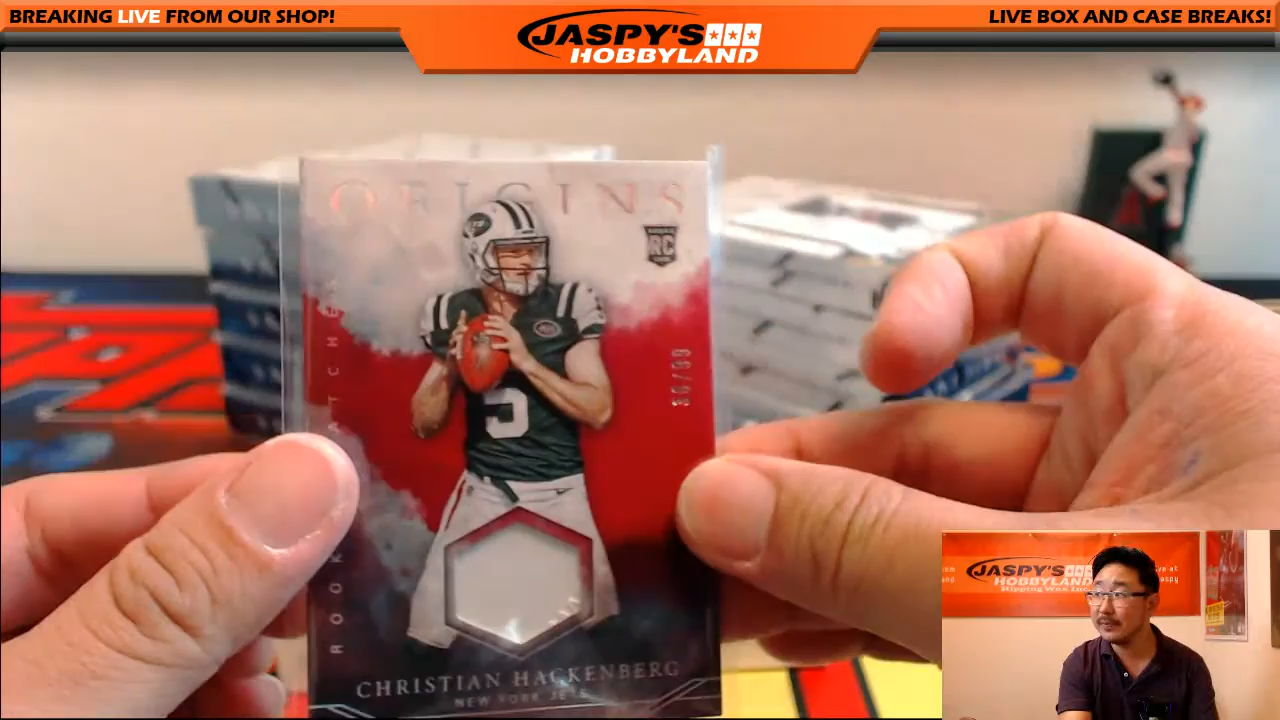 BREAKING LIVE FROM OUR SHOP!
JASPY'S
HOBBYLAND
LIVE BOX AND CASE BREAKS!
ORIGINS
RC
5
CHRISTIAN HACKENBERG
NEW YORK JETS
JASPY'S
HOBBYLAND